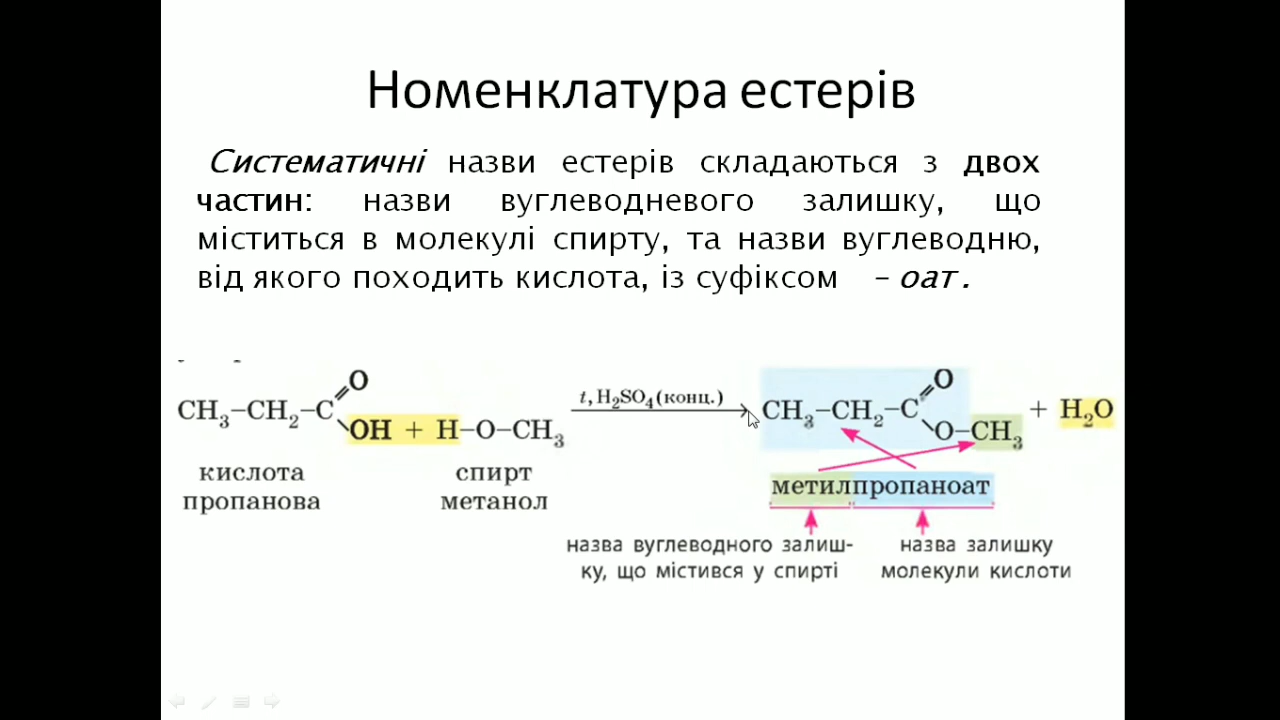 Номенклатура естерів
Систематичні назви естерів складаються з двох
частин: назви вуглеводневого залишку, що
міститься в молекулі спирту, та назви вуглеводню,
від якого походить кислота, із суфіксом – оат.
O
CH₃–CH₂–C
OH + H–O–CH₃
t, H₂SO₄(конц.)
O
CH₃–CH₂–C
O–CH₃
+ H₂O
кислота
пропанова
спирт
метанол
метилпропаноат
назва вуглеводного залиш-
ку, що містився у спирті
назва залишку
молекули кислоти